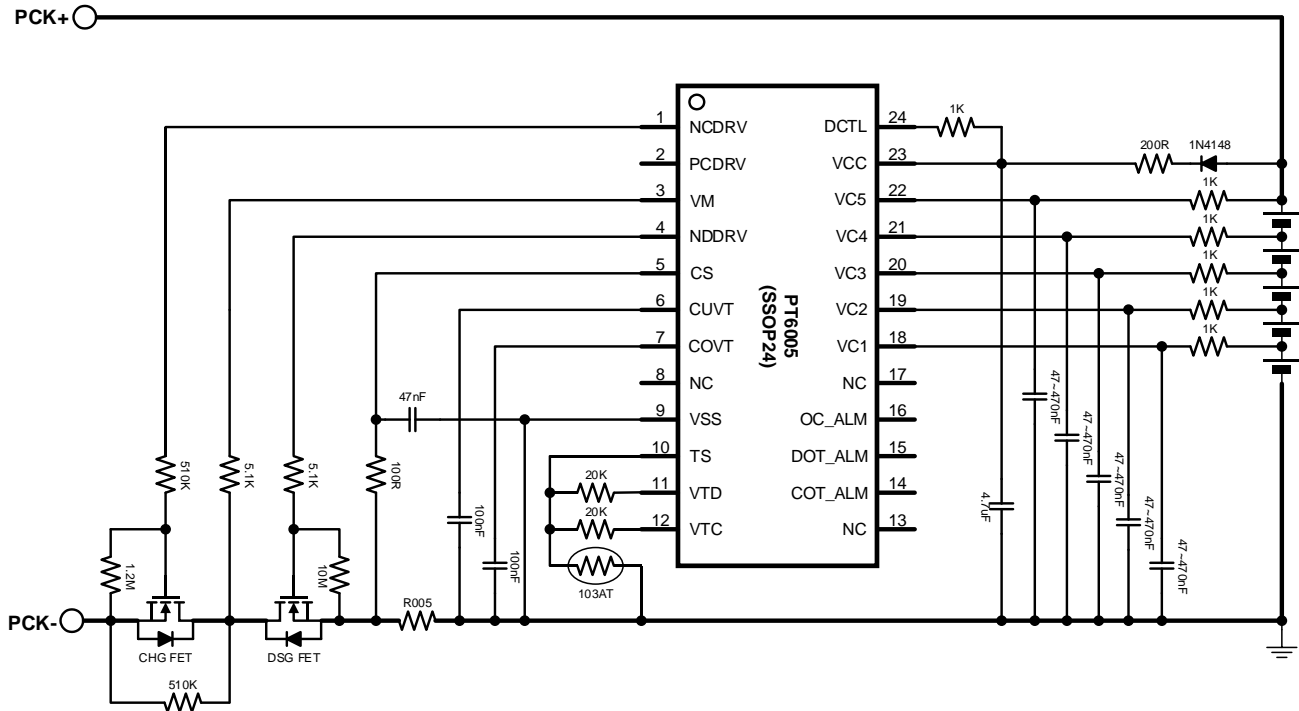 PCK+
1 NCDRV DCTL 24
1K
2 PCDRV VCC 23
200R 1N4148
3 VM VC5 22
1K
4 NDDRV VC4 21
1K
5 CS VC3 20
1K
6 CUVT VC2 19
1K
7 COVT VC1 18
1K
8 NC NC 17
9 VSS OC_ALM 16
10 TS DOT_ALM 15
11 VTD COT_ALM 14
12 VTC NC 13
PT6005
(SSOP24)
47nF
510K
5.1K
5.1K
100R
20K
20K
103AT
100nF
100nF
4.7uF
47~470nF
47~470nF
47~470nF
47~470nF
47~470nF
1.2M
10M
R005
PCK-
CHG FET
DSG FET
510K